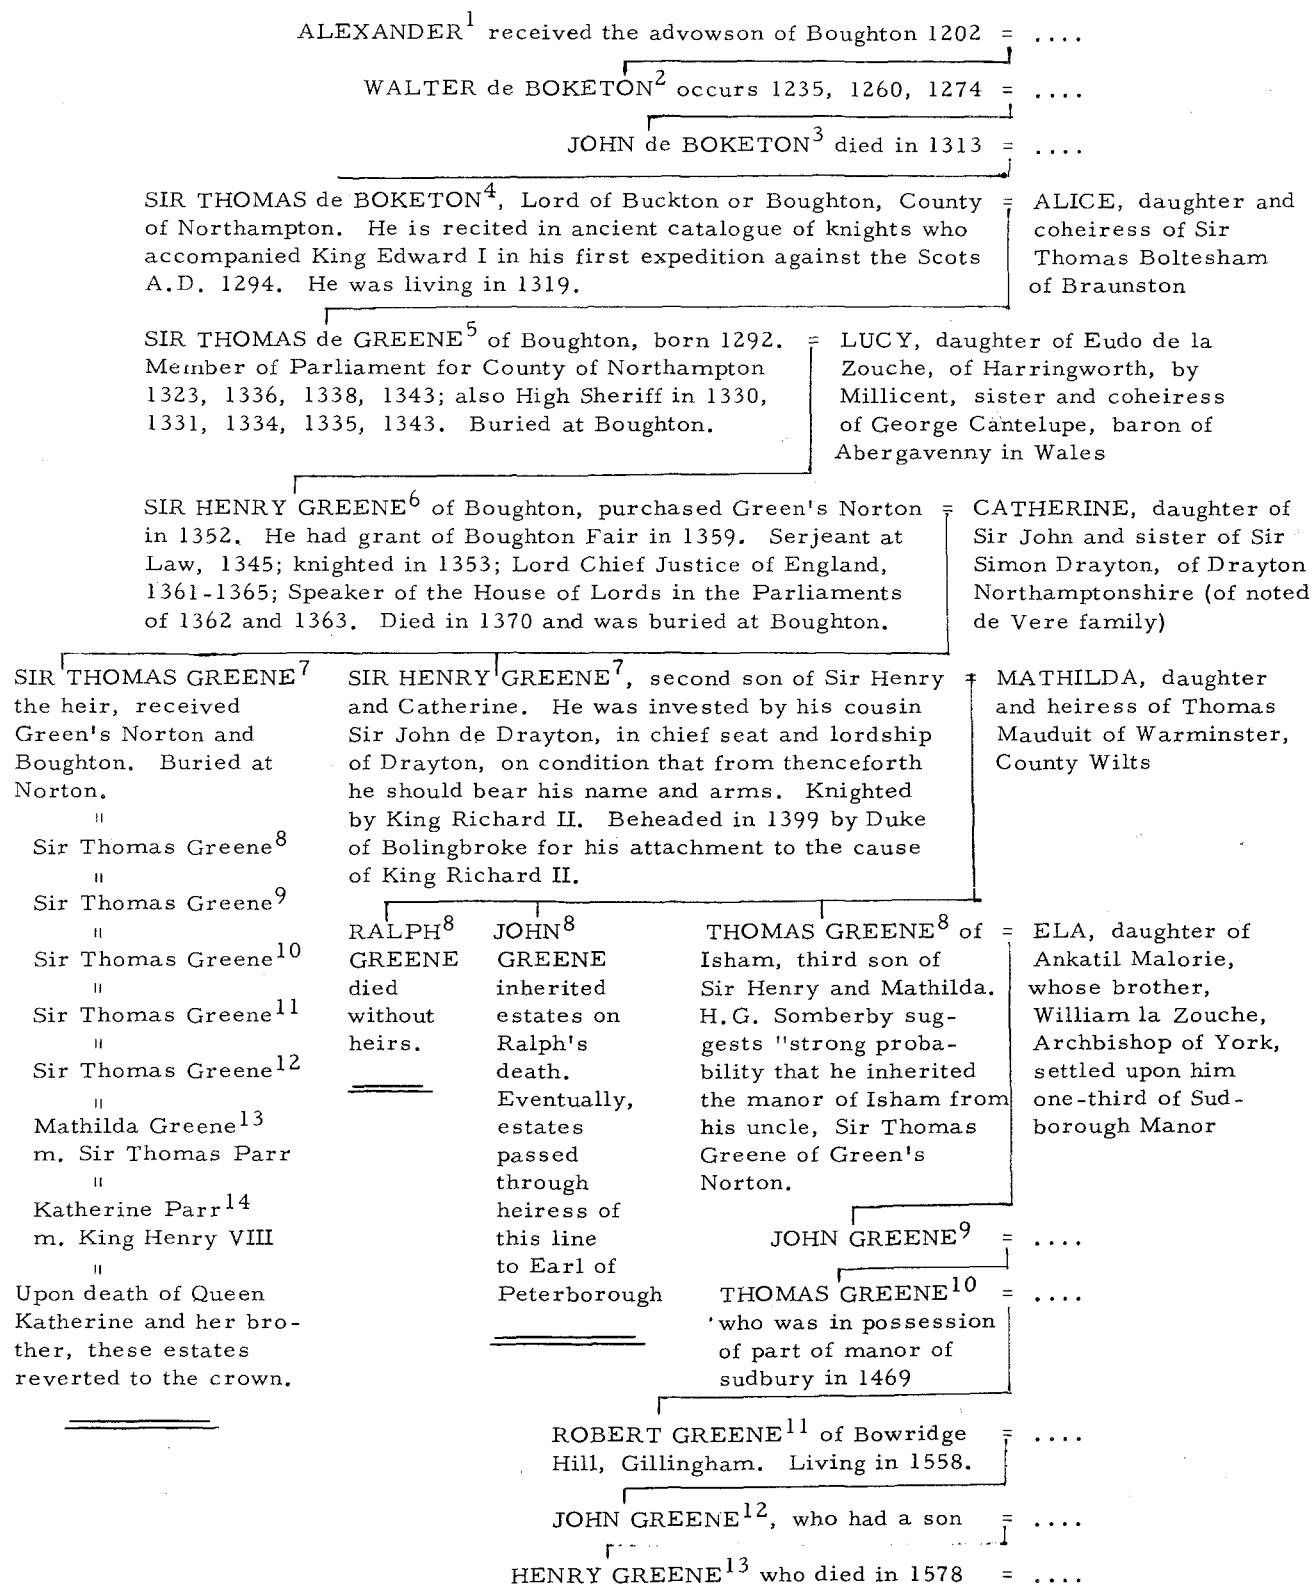 ALEXANDER¹ received the advowson of Boughton 1202 = ....
WALTER de BOKETON² occurs 1235, 1260, 1274 = ....
JOHN de BOKETON³ died in 1313 = ....
SIR THOMAS de BOKETON⁴, Lord of Buckton or Boughton, County
of Northampton. He is recited in ancient catalogue of knights who
accompanied King Edward I in his first expedition against the Scots
A.D. 1294. He was living in 1319.
= ALICE, daughter and
coheiress of Sir
Thomas Boltesham
of Braunston
SIR THOMAS de GREENE⁵ of Boughton, born 1292.
Member of Parliament for County of Northampton
1323, 1336, 1338, 1343; also High Sheriff in 1330,
1331, 1334, 1335, 1343. Buried at Boughton.
= LUCY, daughter of Eudo de la
Zouche, of Harringworth, by
Millicent, sister and coheiress
of George Cantelupe, baron of
Abergavenny in Wales
SIR HENRY GREENE⁶ of Boughton, purchased Green's Norton
in 1352. He had grant of Boughton Fair in 1359. Serjeant at
Law, 1345; knighted in 1353; Lord Chief Justice of England,
1361-1365; Speaker of the House of Lords in the Parliaments
of 1362 and 1363. Died in 1370 and was buried at Boughton.
= CATHERINE, daughter of
Sir John and sister of Sir
Simon Drayton, of Drayton
Northamptonshire (of noted
de Vere family)
SIR THOMAS GREENE⁷
the heir, received
Green's Norton and
Boughton. Buried at
Norton.
"
Sir Thomas Greene⁸
"
Sir Thomas Greene⁹
"
Sir Thomas Greene¹⁰
"
Sir Thomas Greene¹¹
"
Sir Thomas Greene¹²
"
Mathilda Greene¹³
m. Sir Thomas Parr
"
Katherine Parr¹⁴
m. King Henry VIII
"
Upon death of Queen
Katherine and her bro-
ther, these estates
reverted to the crown.
SIR HENRY GREENE⁷, second son of Sir Henry
and Catherine. He was invested by his cousin
Sir John de Drayton, in chief seat and lordship
of Drayton, on condition that from thenceforth
he should bear his name and arms. Knighted
by King Richard II. Beheaded in 1399 by Duke
of Bolingbroke for his attachment to the cause
of King Richard II.
= MATHILDA, daughter
and heiress of Thomas
Mauduit of Warminster,
County Wilts
RALPH⁸
GREENE
died
without
heirs.
JOHN⁸
GREENE
inherited
estates on
Ralph's
death.
Eventually,
estates
passed
through
heiress of
this line
to Earl of
Peterborough
THOMAS GREENE⁸ of
Isham, third son of
Sir Henry and Mathilda.
H.G. Somberby sug-
gests "strong proba-
bility that he inherited
the manor of Isham from
his uncle, Sir Thomas
Greene of Green's
Norton.
= ELA, daughter of
Ankatil Malorie,
whose brother,
William la Zouche,
Archbishop of York,
settled upon him
one-third of Sud-
borough Manor
JOHN GREENE⁹ = ....
THOMAS GREENE¹⁰ = ....
who was in possession
of part of manor of
sudbury in 1469
ROBERT GREENE¹¹ of Bowridge = ....
Hill, Gillingham. Living in 1558.
JOHN GREENE¹², who had a son = ....
HENRY GREENE¹³ who died in 1578 = ....